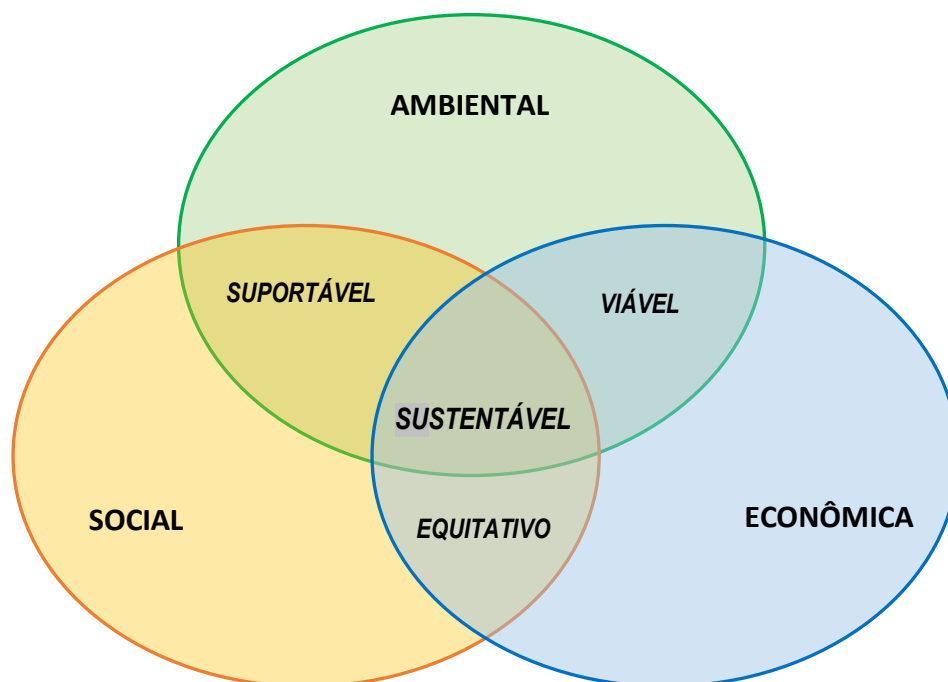 AMBIENTAL
SUPORTÁVEL
VIÁVEL
SUSTENTÁVEL
SOCIAL
EQUITATIVO
ECONÔMICA